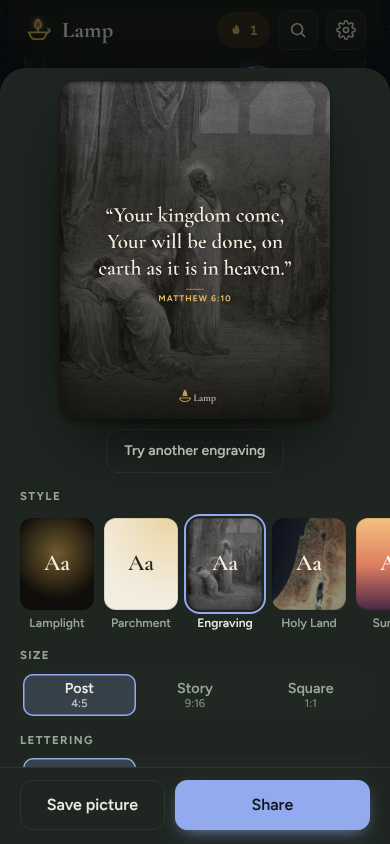 Lamp
1
“Your kingdom come,
Your will be done, on
earth as it is in heaven.”
MATTHEW 6:10
Lamp
Try another engraving
STYLE
Aa
Aa
Aa
Aa
Lamplight
Parchment
Engraving
Holy Land
SIZE
Post
4:5
Story
9:16
Square
1:1
LETTERING
Save picture
Share